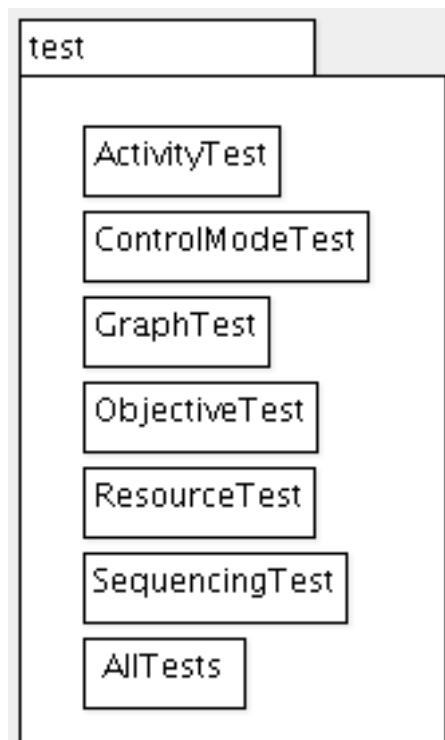 test
ActivityTest
ControlModeTest
GraphTest
ObjectiveTest
ResourceTest
SequencingTest
AllTests